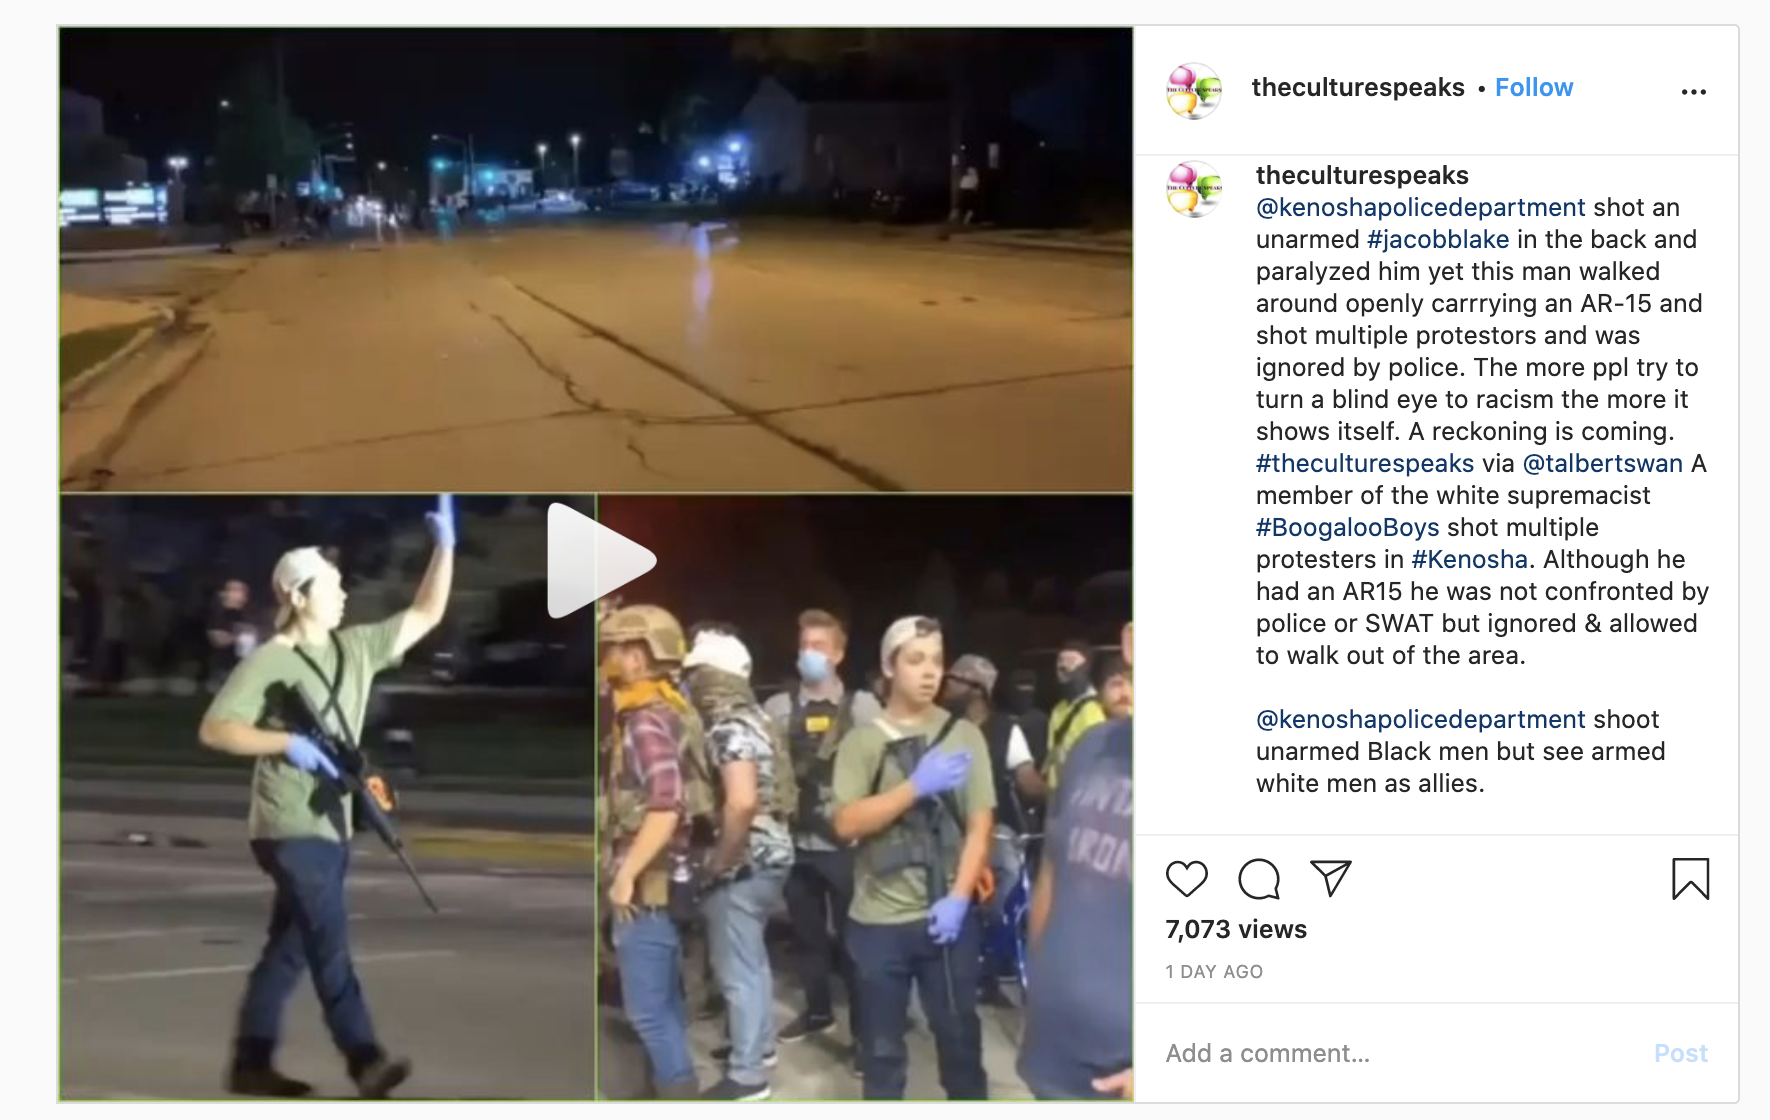 theculturespeaks • Follow
theculturespeaks
@kenoshapolicedepartment shot an
unarmed #jacobblake in the back and
paralyzed him yet this man walked
around openly carrrying an AR-15 and
shot multiple protestors and was
ignored by police. The more ppl try to
turn a blind eye to racism the more it
shows itself. A reckoning is coming.
#theculturespeaks via @talbertswan A
member of the white supremacist
#BoogalooBoys shot multiple
protesters in #Kenosha. Although he
had an AR15 he was not confronted by
police or SWAT but ignored & allowed
to walk out of the area.
@kenoshapolicedepartment shoot
unarmed Black men but see armed
white men as allies.
7,073 views
1 DAY AGO
Add a comment...
Post